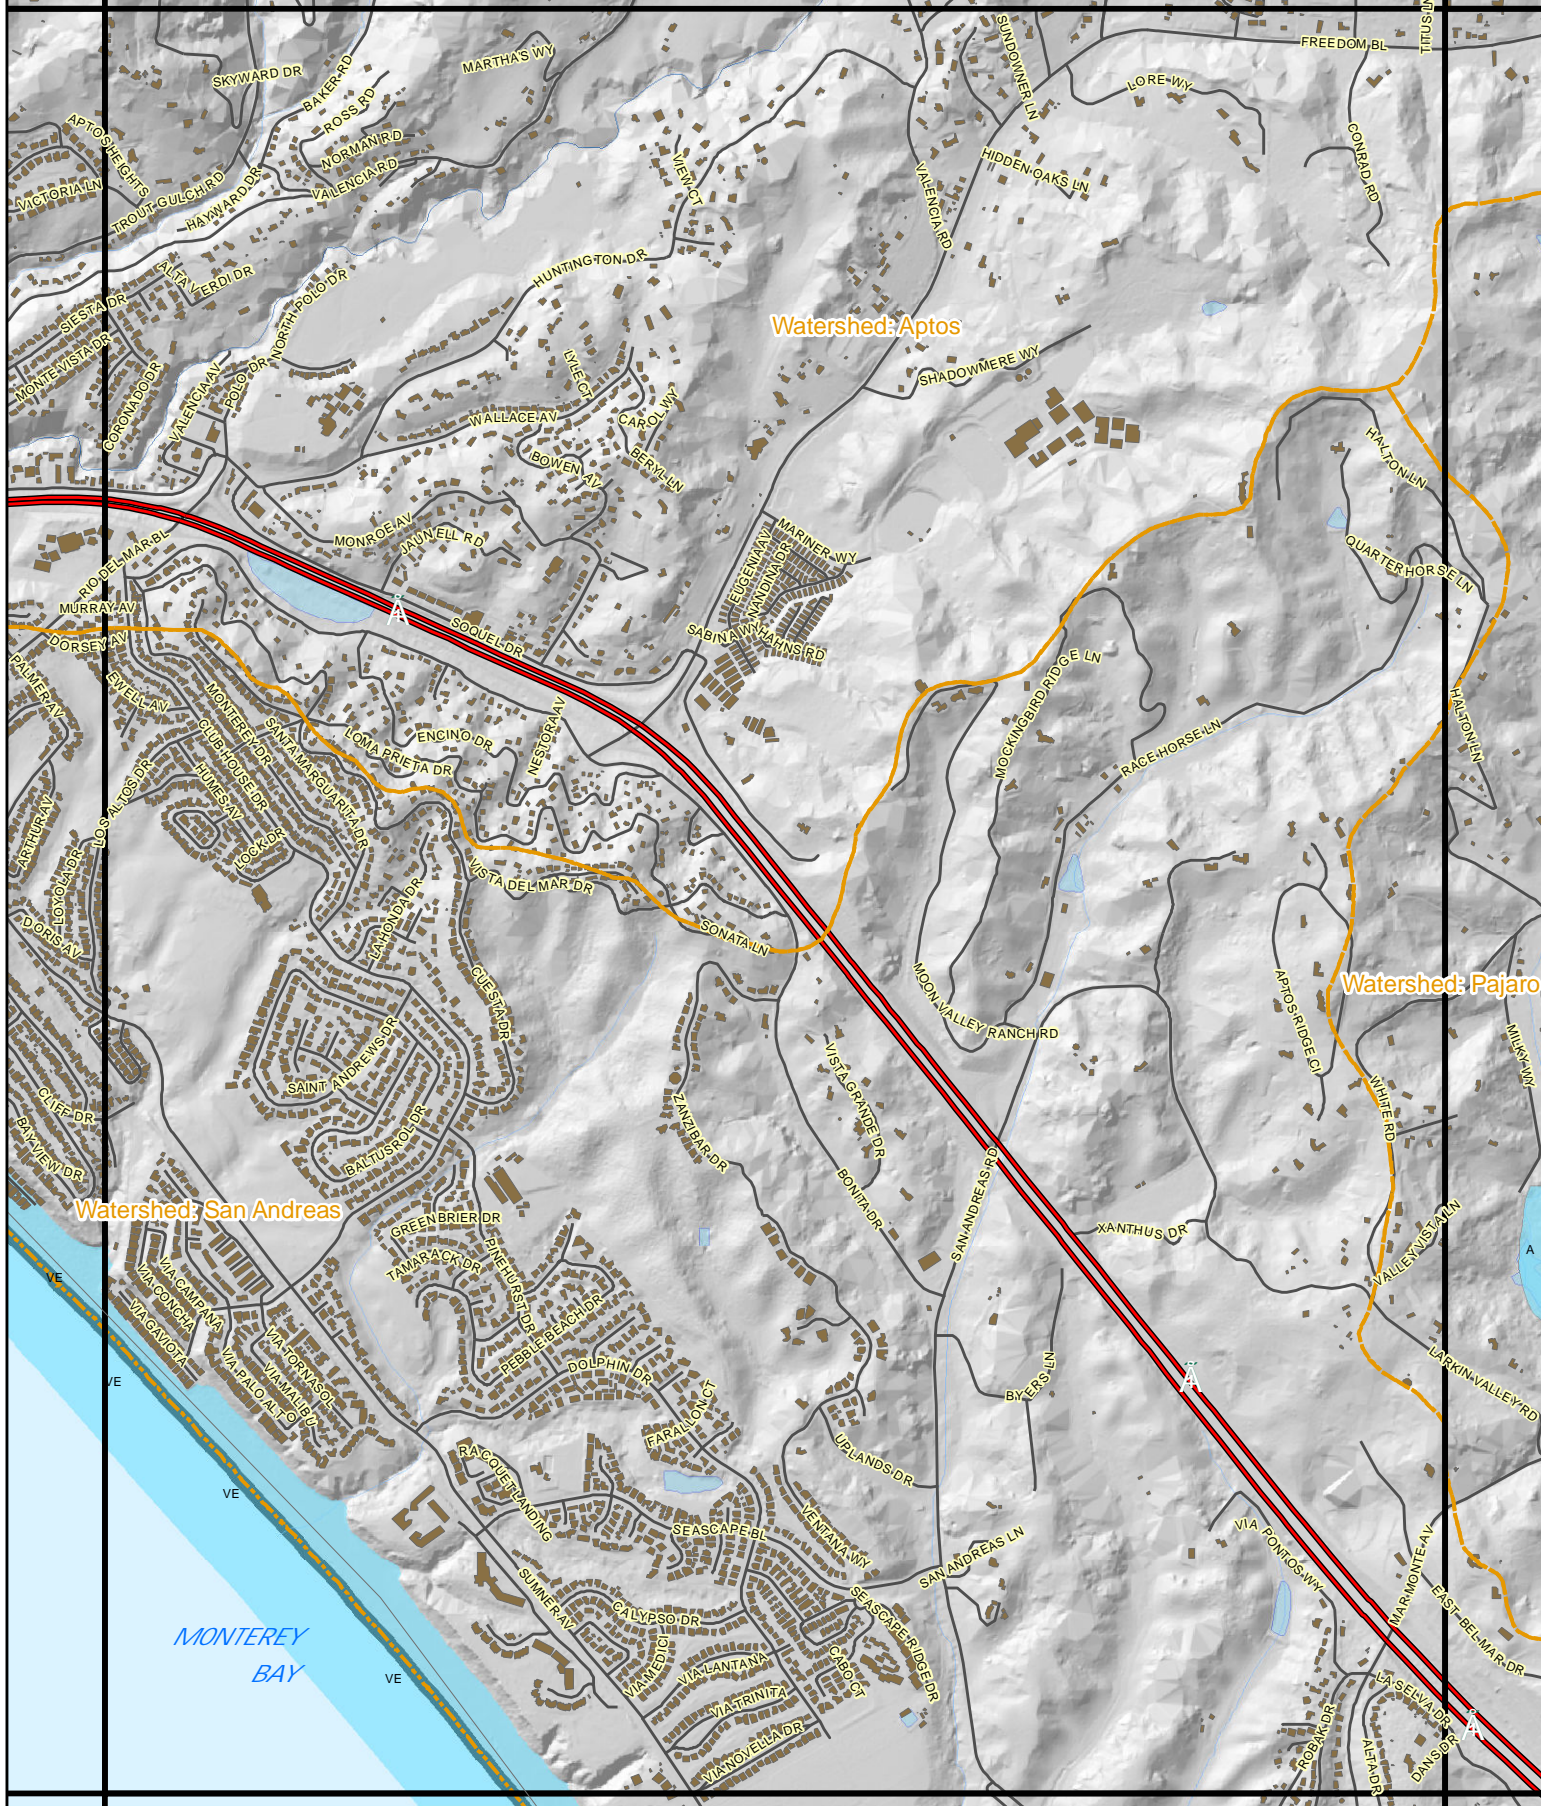 TITUS LN
SUNDOWNER LN
FREEDOM BL
MARTHA'S WY
SKYWARD DR
BAKER RD
LORE WY
ROSS RD
APTOS HEIGHTS
NORMAN RD
CONRAD RD
VALENCIA RD
VIEW CT
HIDDEN OAKS LN
VICTORIA LN
TROUT GULCH RD
HAYWARD DR
VALENCIA RD
HUNTINGTON DR
ALTA VERDI DR
NORTH POLO DR
SIESTA DR
Watershed: Aptos
MONTE VISTA DR
SHADOWMERE WY
LYLE CT
POLO DR
CORONADO DR
VALENCIA AV
WALLACE AV
CAROL WY
HALTON LN
BOWEN AV
BERYL LN
MONROE AV
JAUNELL RD
MARINER WY
RIO DEL MAR BL
EUGENIA AV
NANDINA DR
QUARTER HORSE LN
MURRAY AV
SOQUEL DR
SABINA WY
HAHNS RD
DORSEY AV
PALMER AV
EWELL AV
MOCKINGBIRD RIDGE LN
MONTEREY DR
SANTA MARGUARITA DR
CLUB HOUSE DR
LOMA PRIETA DR
ENCINO DR
NESTORA AV
HALTON LN
RACE HORSE LN
HUMES AV
LOS ALTOS DR
ARTHUR AV
LOCK DR
LOYOLA DR
VISTA DEL MAR DR
LA HONDA DR
DORIS AV
SONATA LN
CUESTA DR
MOON VALLEY RANCH RD
APTOS RIDGE CI
Watershed: Pajaro
SAINT ANDREWS DR
VISTA GRANDE DR
MILKY WY
CLIFF DR
ZANZIBAR DR
WHITE RD
BAY VIEW DR
BALTUSROL DR
BONITA DR
SAN ANDREAS RD
Watershed: San Andreas
GREENBRIER DR
XANTHUS DR
VALLEY VISTA LN
A
TAMARACK DR
PINEHURST DR
VE
VIA CAMPANA
VIA CONCHA
VIA GAVIOTA
PEBBLE BEACH DR
VIA TORNASOL
VIA MALIBU
VIA PALO ALTO
DOLPHIN DR
BYERS LN
LARKIN VALLEY RD
VE
FARALLON CT
RACQUET LANDING
UPLANDS DR
VE
SEASCAPE BL
VENTANA WY
VIA PONTOS WY
SAN ANDREAS LN
MAR MONTE AV
SUMNER AV
CALYPSO DR
SEASCAPE RIDGE DR
EAST BEL MAR DR
MONTEREY
BAY
VE
VIA MEDICI
VIA LANTANA
CABO CT
LA SELVA DR
VIA TRINITA
ROBAK DR
VIA NOVELLA DR
ALTA DR
DANS DR